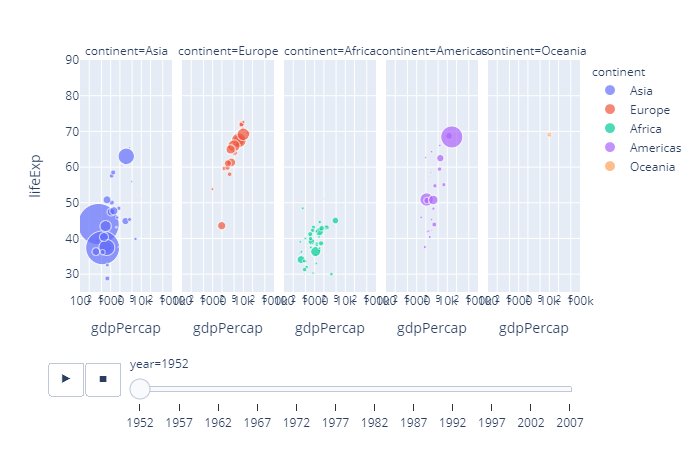 continent=Asia continent=Europe continent=Africa continent=Americas continent=Oceania
90
80
70
60
50
40
30
lifeExp
gdpPercap gdpPercap gdpPercap gdpPercap gdpPercap
continent
Asia
Europe
Africa
Americas
Oceania
year=1952
1952 1957 1962 1967 1972 1977 1982 1987 1992 1997 2002 2007